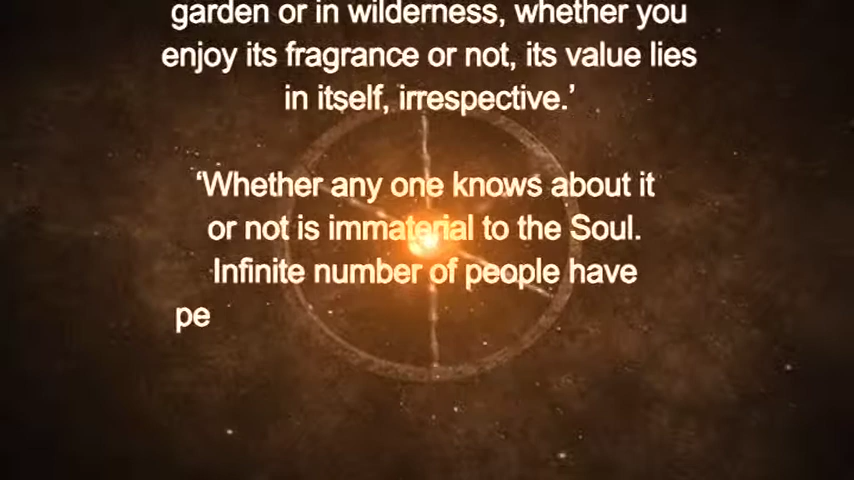 garden or in wilderness, whether you
enjoy its fragrance or not, its value lies
in itself, irrespective.’
‘Whether any one knows about it
or not is immaterial to the Soul.
Infinite number of people have
pe